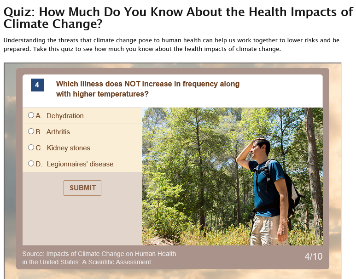 Quiz: How Much Do You Know About the Health Impacts of
Climate Change?
Understanding the threats that climate change pose to human health can help us work together to lower risks and be
prepared. Take this quiz to see how much you know about the health impacts of climate change.
4 Which illness does NOT increase in frequency along
with higher temperatures?
A. Dehydration
B. Arthritis
C. Kidney stones
D. Legionnaires' disease
SUBMIT
Source: Impacts of Climate Change on Human Health
in the United States: A Scientific Assessment
4/10